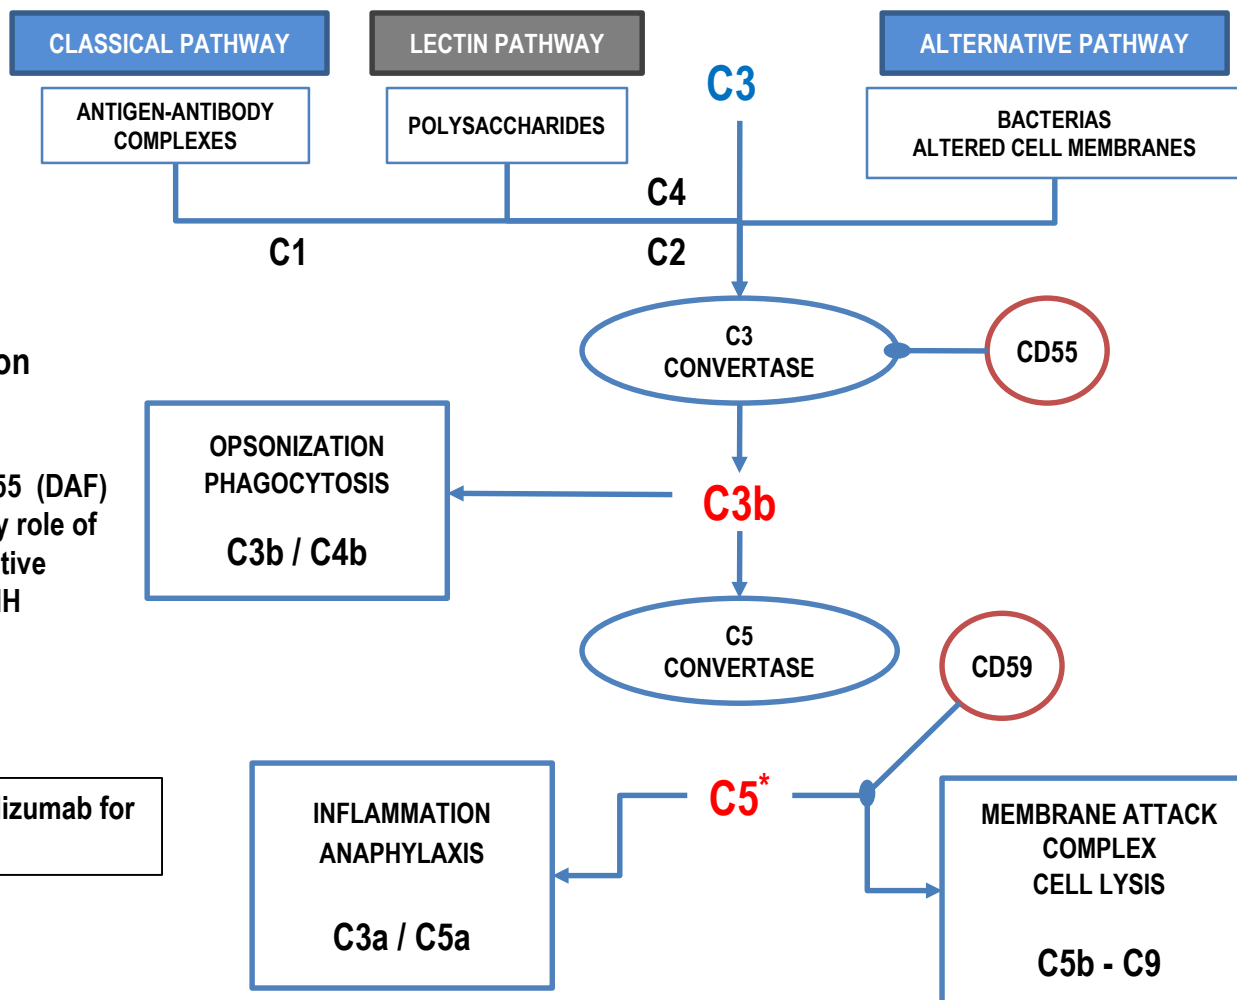 CLASSICAL PATHWAY
LECTIN PATHWAY
ALTERNATIVE PATHWAY
C3
ANTIGEN-ANTIBODY
COMPLEXES
POLYSACCHARIDES
BACTERIAS
ALTERED CELL MEMBRANES
C4
C1
C2
C3
CONVERTASE
CD55
on
OPSONIZATION
PHAGOCYTOSIS
C3b / C4b
55 (DAF)
y role of
tive
IH
C3b
C5
CONVERTASE
CD59
lizumab for
INFLAMMATION
ANAPHYLAXIS
C3a / C5a
C5*
MEMBRANE ATTACK
COMPLEX
CELL LYSIS
C5b - C9